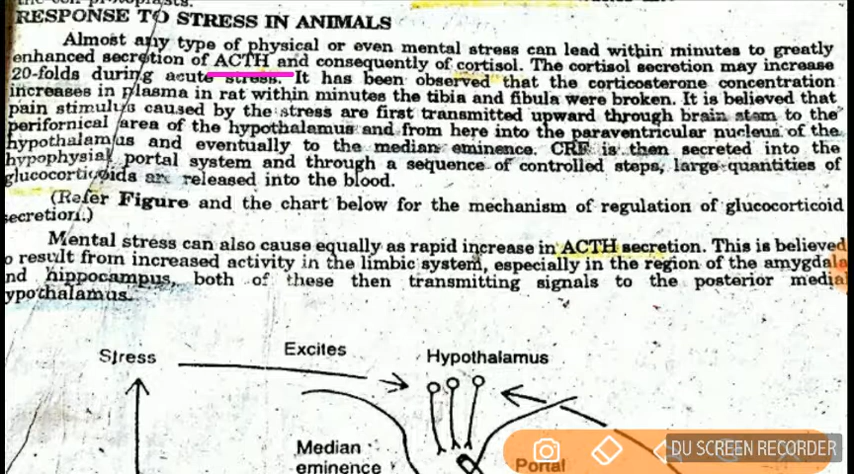 RESPONSE TO STRESS IN ANIMALS
Almost any type of physical or even mental stress can lead within minutes to greatly
enhanced secretion of ACTH and consequently of cortisol. The cortisol secretion may increase
20-folds during acute stress. It has been observed that the corticosterone concentration
increases in plasma in rat within minutes the tibia and fibula were broken. It is believed that
pain stimulus caused by the stress are first transmitted upward through brain stem to the
perifornical area of the hypothalamus and from here into the paraventricular nucleus of the
hypothalamus and eventually to the median eminence. CRF is then secreted into the
hypophysial portal system and through a sequence of controlled steps, large quantities of
glucocorticoids are released into the blood.
(Refer Figure and the chart below for the mechanism of regulation of glucocorticoid
secretion.)
Mental stress can also cause equally as rapid increase in ACTH secretion. This is believed
o result from increased activity in the limbic system, especially in the region of the amygdala
nd hippocampus, both of these then transmitting signals to the posterior medial
ypothalamus.
Stress
Excites
Hypothalamus
Median
eminence
Portal
DU SCREEN RECORDER